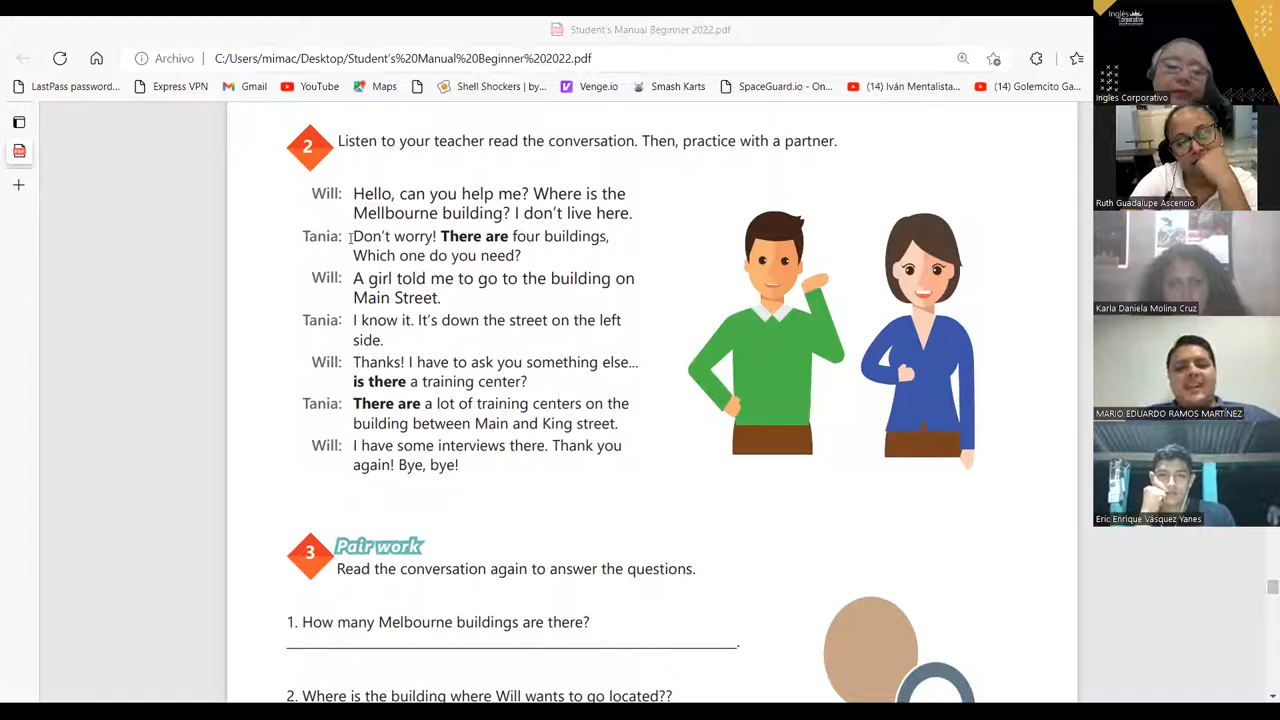 Student's Manual Beginner 2022.pdf
Archivo
C:/Users/mimac/Desktop/Student's%20Manual%20Beginner%202022.pdf
LastPass password...
Express VPN
Gmail
YouTube
Maps
Shell Shockers | by...
Venge.io
Smash Karts
SpaceGuard.io - On...
(14) Iván Mentalista...
(14) Golemcito Ga...
2
Listen to your teacher read the conversation. Then, practice with a partner.
Will: Hello, can you help me? Where is the
Mellbourne building? I don't live here.
Tania: Don't worry! There are four buildings,
Which one do you need?
Will: A girl told me to go to the building on
Main Street.
Tania: I know it. It's down the street on the left
side.
Will: Thanks! I have to ask you something else...
is there a training center?
Tania: There are a lot of training centers on the
building between Main and King street.
Will: I have some interviews there. Thank you
again! Bye, bye!
3
Pair work
Read the conversation again to answer the questions.
1. How many Melbourne buildings are there?
2. Where is the building where Will wants to go located??
Inglés
Corporativo
Ingles Corporativo
Ruth Guadalupe Ascencio
Karla Daniela Molina Cruz
MARIO EDUARDO RAMOS MARTÍNEZ
Eric Enrique Vásquez Yanes